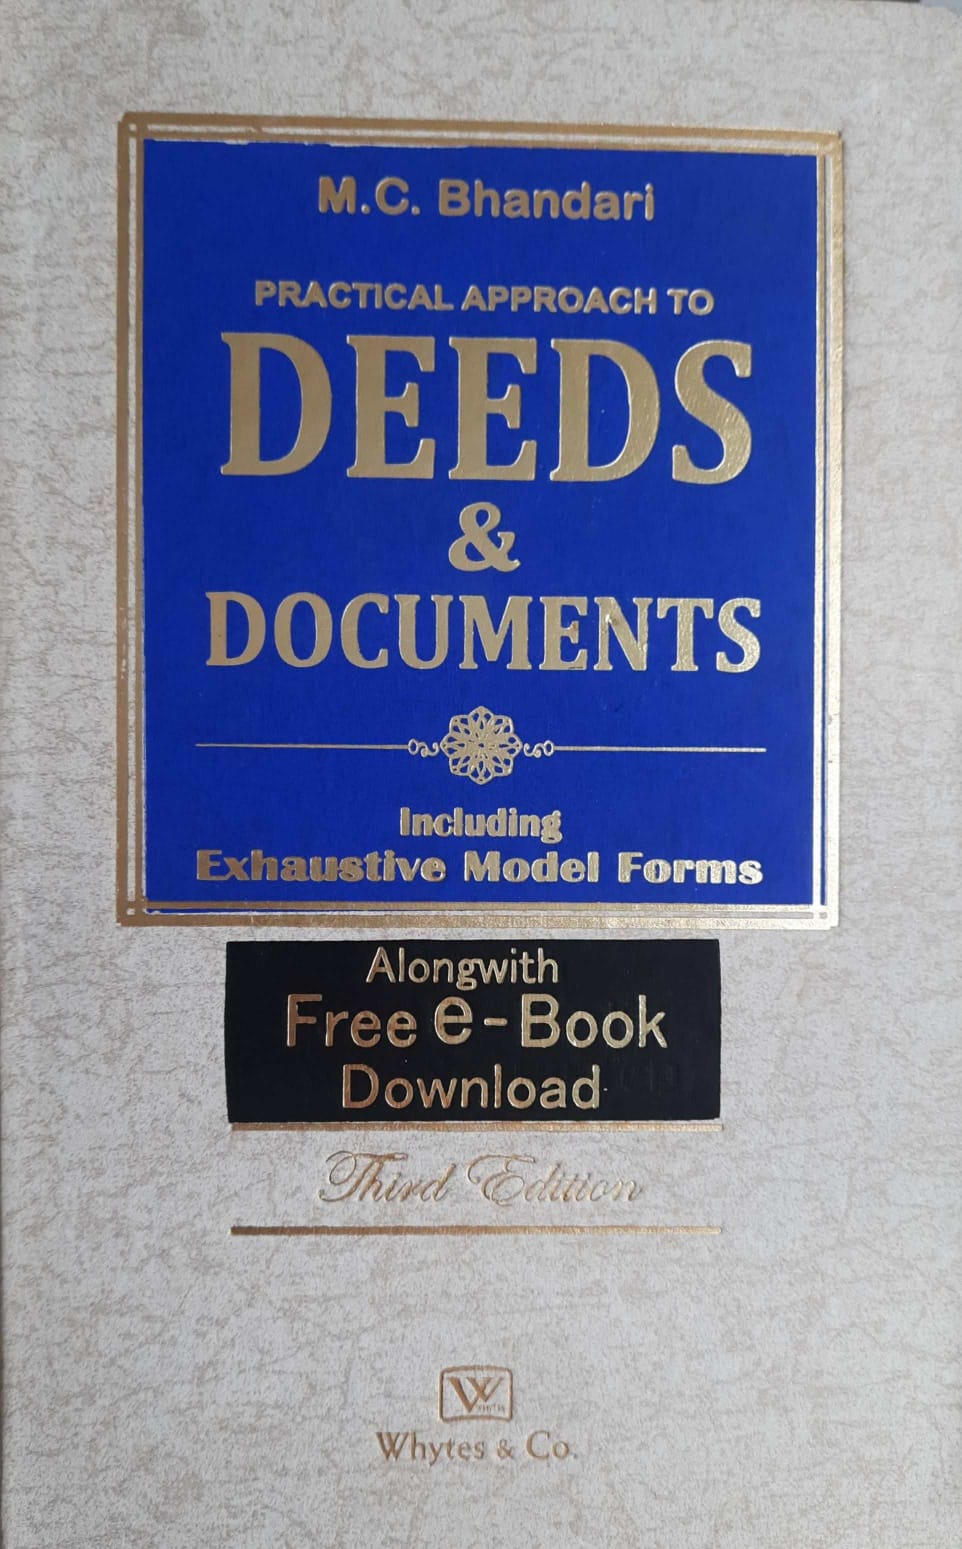 M.C. Bhandari
PRACTICAL APPROACH TO
DEEDS
&
DOCUMENTS
Including
Exhaustive Model Forms
Alongwith
Free e-Book
Download
Third Edition
W
Whytes & Co.